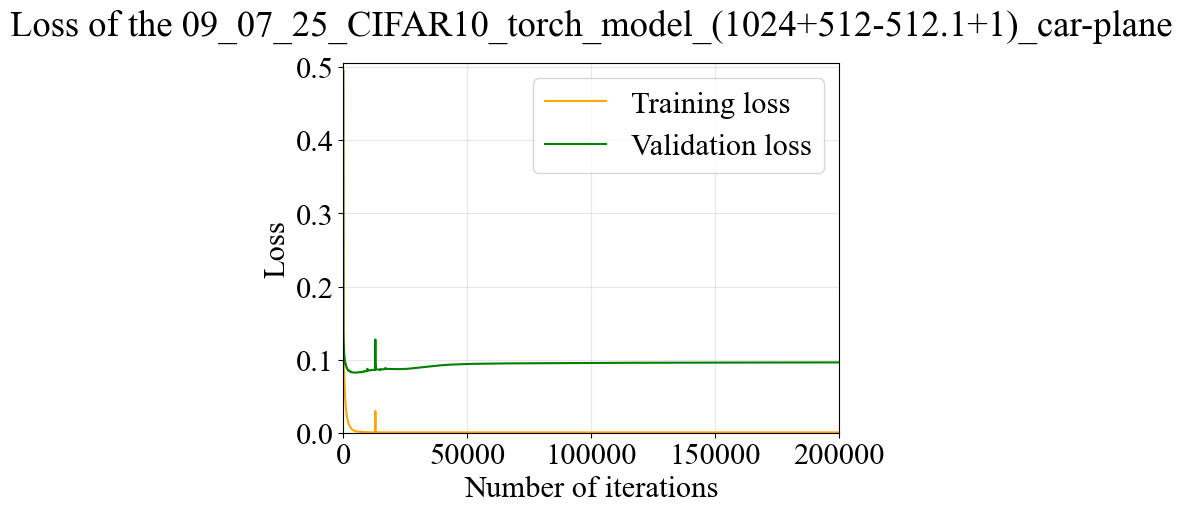 Loss of the 09_07_25_CIFAR10_torch_model_(1024+512-512.1+1)_car-plane
0.5
Training loss
0.4
Validation loss
0.3
Loss
0.2
0.1
0.0
0 50000 100000 150000 200000
Number of iterations